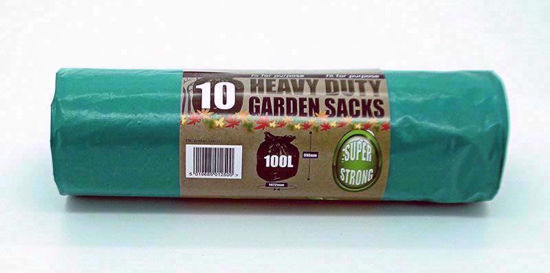 fit for purpose fit for purpose
10 HEAVY DUTY
GARDEN SACKS
100L
SUPER
STRONG